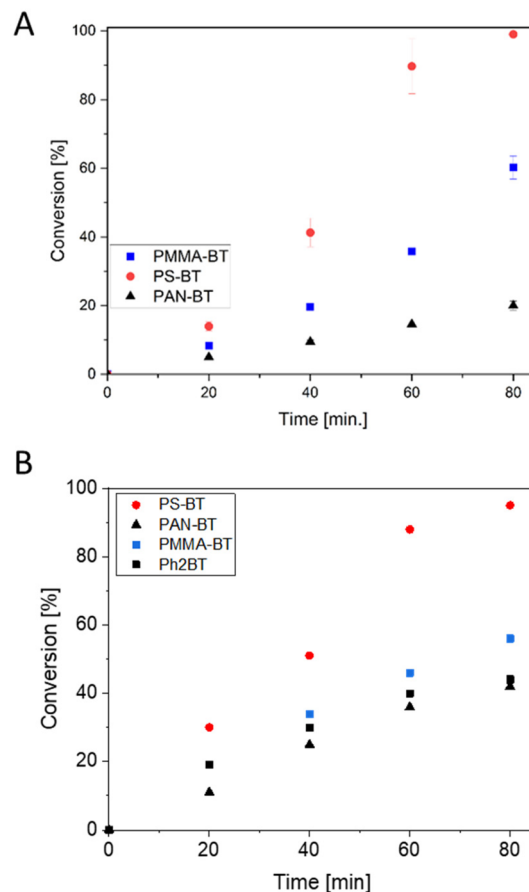 A
100
80
60
40
20
0
Conversion [%]
PMMA-BT
PS-BT
PAN-BT
0 20 40 60 80
Time [min.]
B
100
80
60
40
20
0
Conversion [%]
PS-BT
PAN-BT
PMMA-BT
Ph2BT
0 20 40 60 80
Time [min]